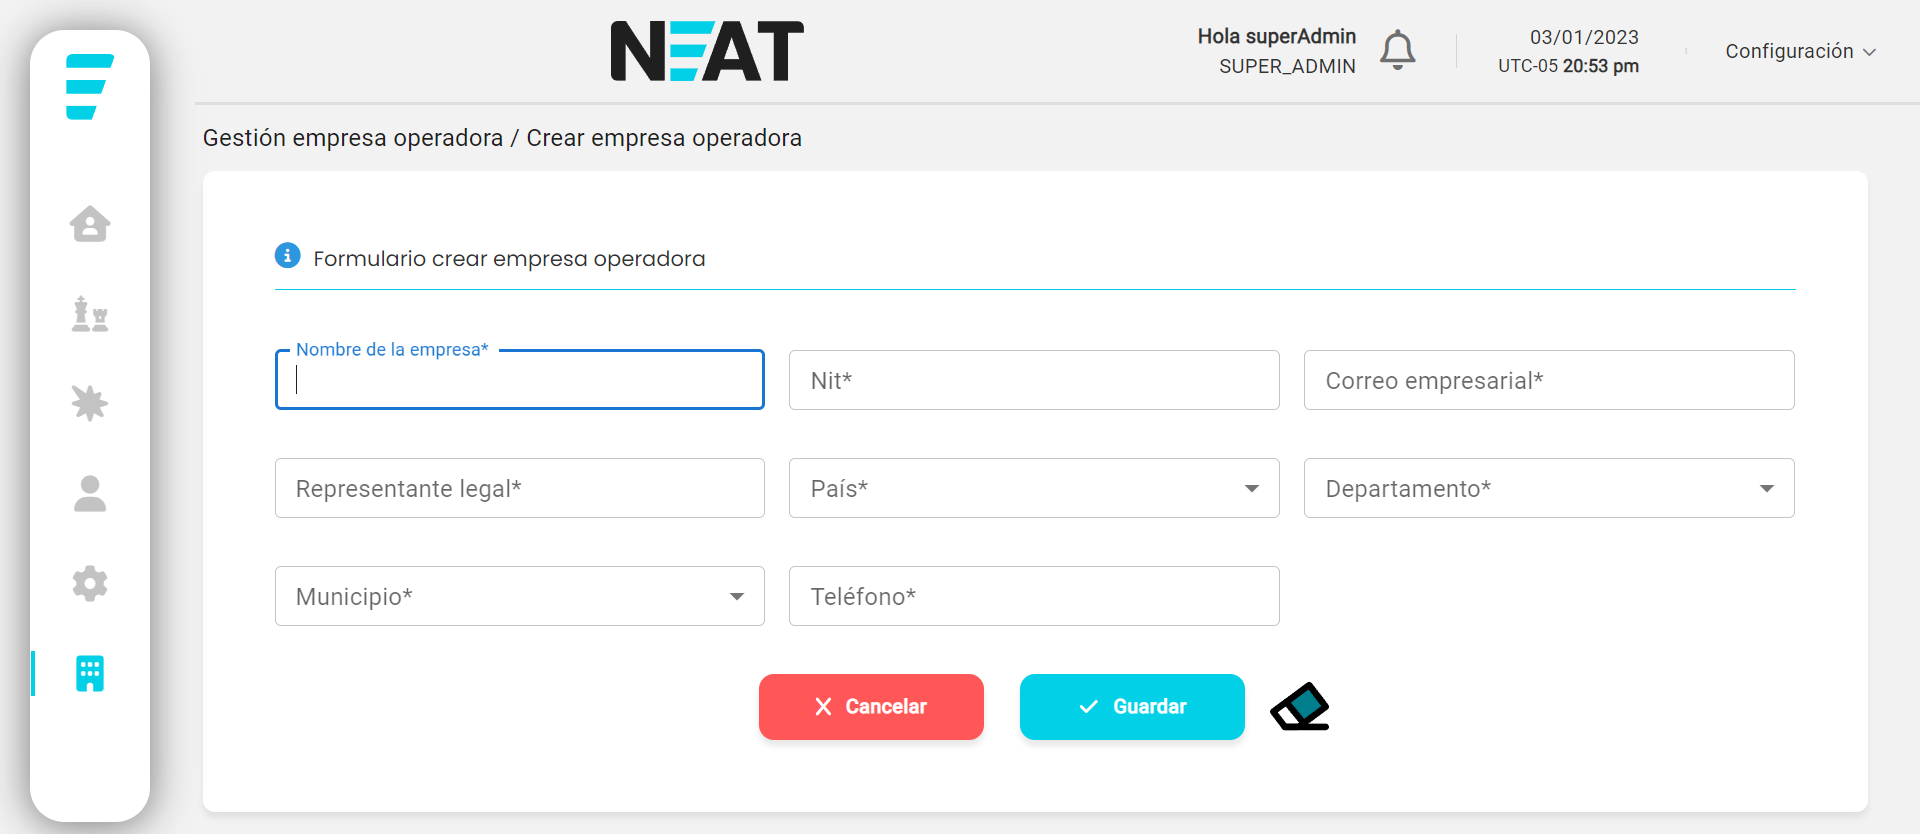 NEAT
Hola superAdmin
SUPER_ADMIN
03/01/2023
UTC-05 20:53 pm
Configuración
Gestión empresa operadora / Crear empresa operadora
Formulario crear empresa operadora
Nombre de la empresa*
Nit*
Correo empresarial*
Representante legal*
País*
Departamento*
Municipio*
Teléfono*
Cancelar
Guardar